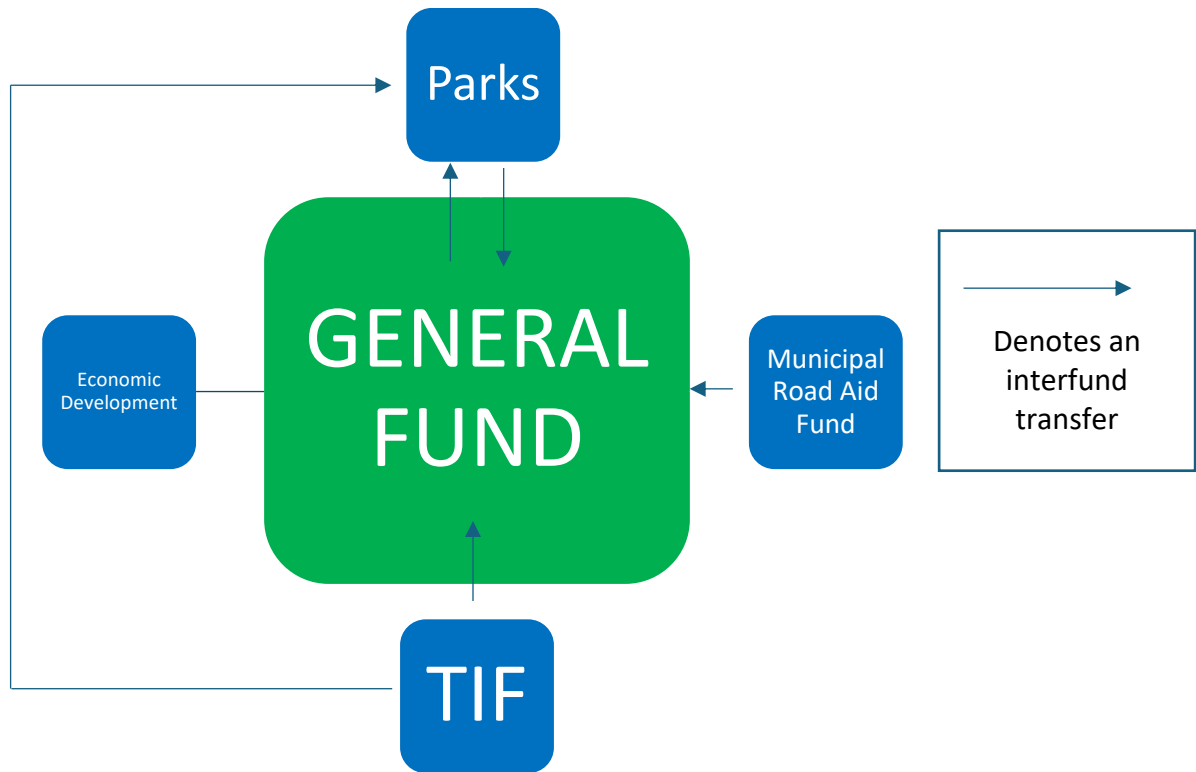 Parks
GENERAL
FUND
Economic
Development
Municipal
Road Aid
Fund
Denotes an
interfund
transfer
TIF